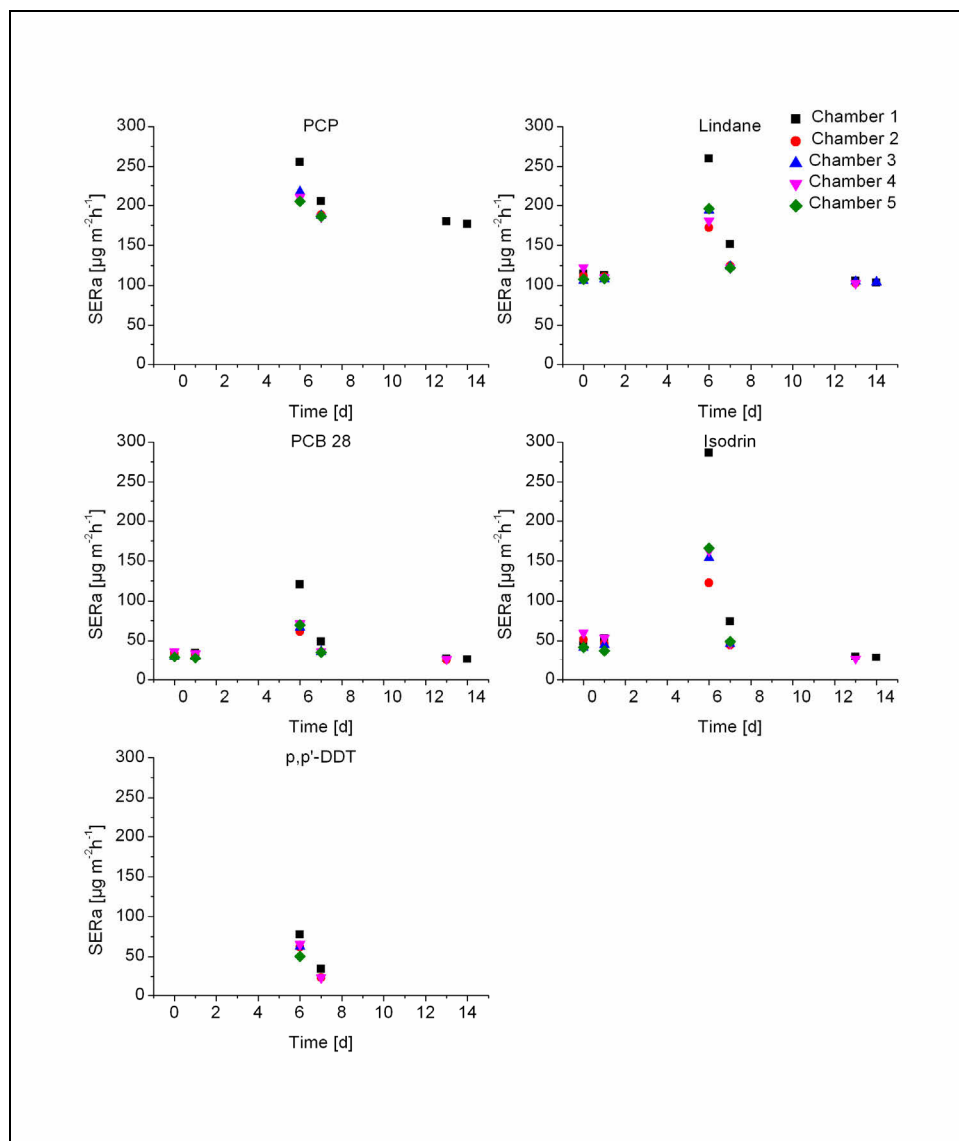 PCP
300
250
200
150
100
50
0
SERa [µg m-2h-1]
0 2 4 6 8 10 12 14
Time [d]
Lindane
300
250
200
150
100
50
0
SERa [µg m-2h-1]
0 2 4 6 8 10 12 14
Time [d]
Chamber 1
Chamber 2
Chamber 3
Chamber 4
Chamber 5
PCB 28
300
250
200
150
100
50
0
SERa [µg m-2h-1]
0 2 4 6 8 10 12 14
Time [d]
Isodrin
300
250
200
150
100
50
0
SERa [µg m-2h-1]
0 2 4 6 8 10 12 14
Time [d]
p,p'-DDT
300
250
200
150
100
50
0
SERa [µg m-2h-1]
0 2 4 6 8 10 12 14
Time [d]